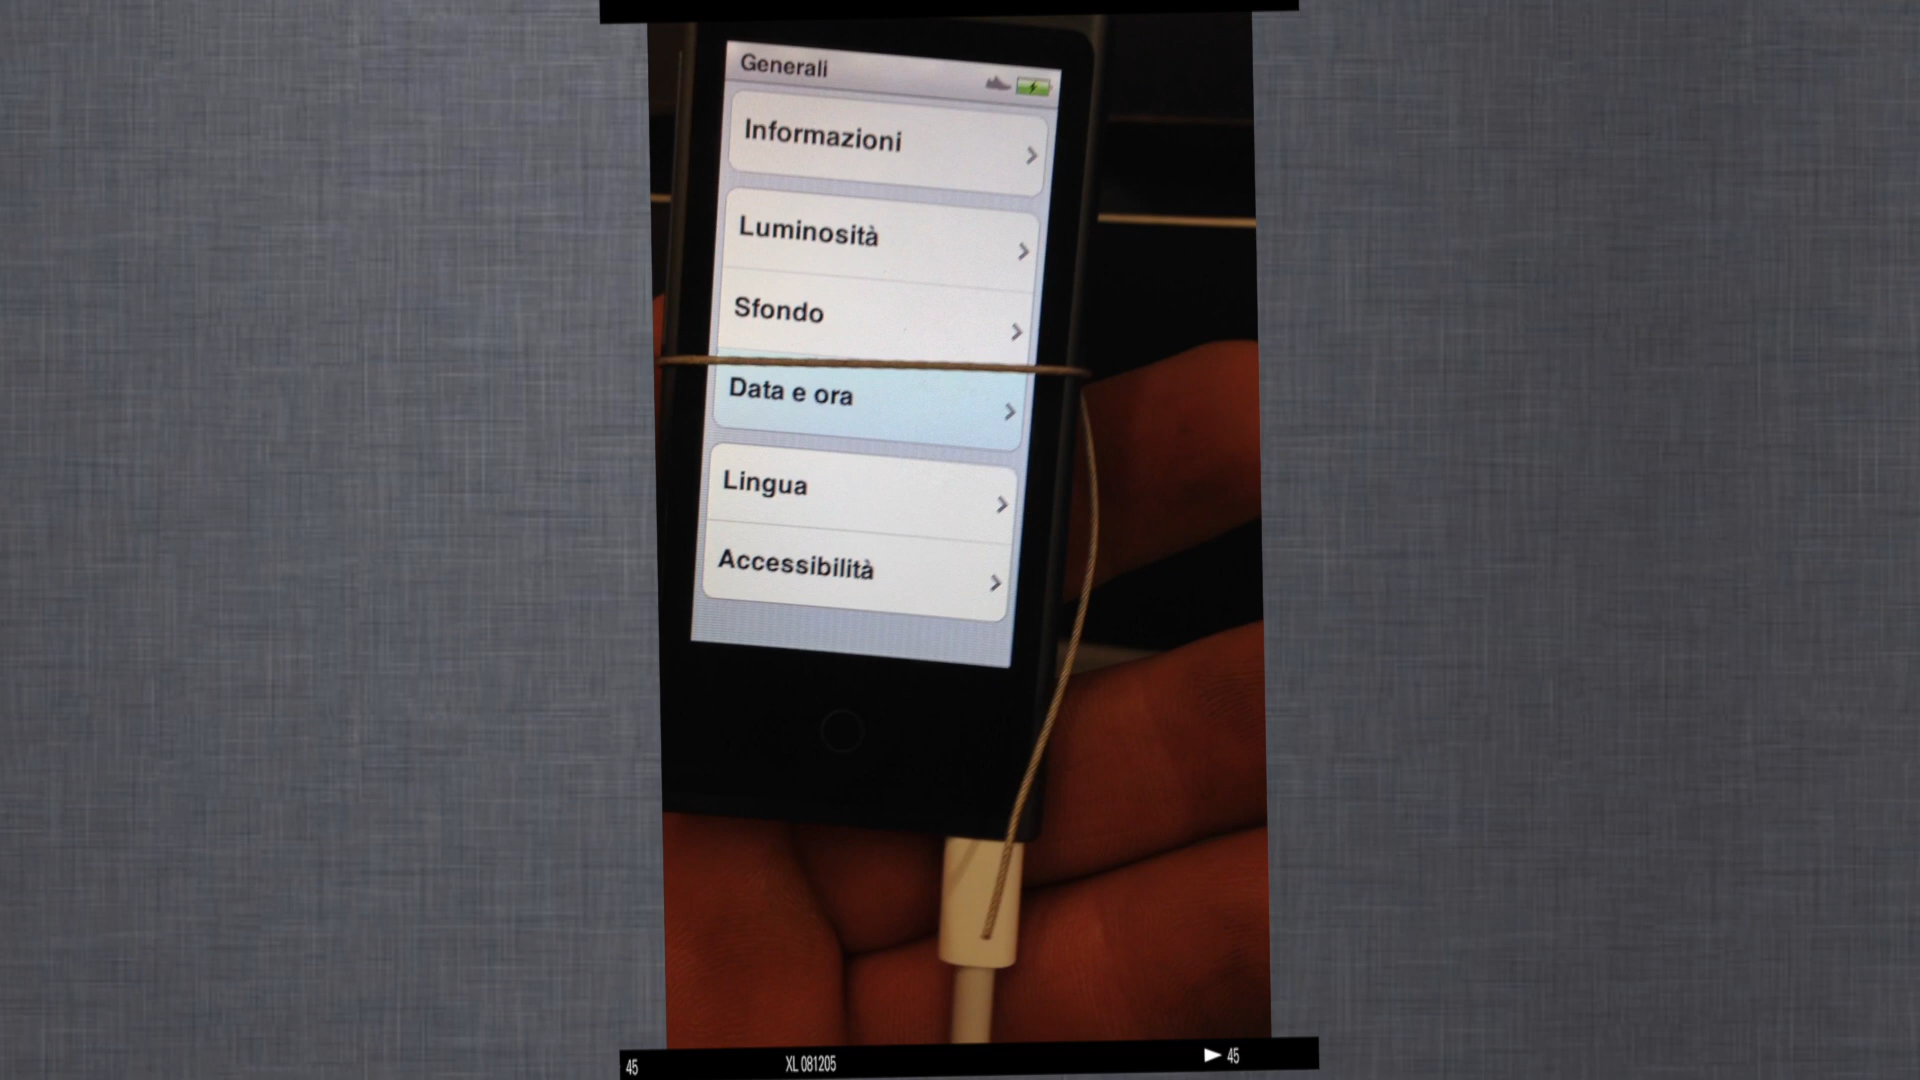 Generali
Informazioni
Luminosità
Sfondo
Data e ora
Lingua
Accessibilità
45
XL 081205
45